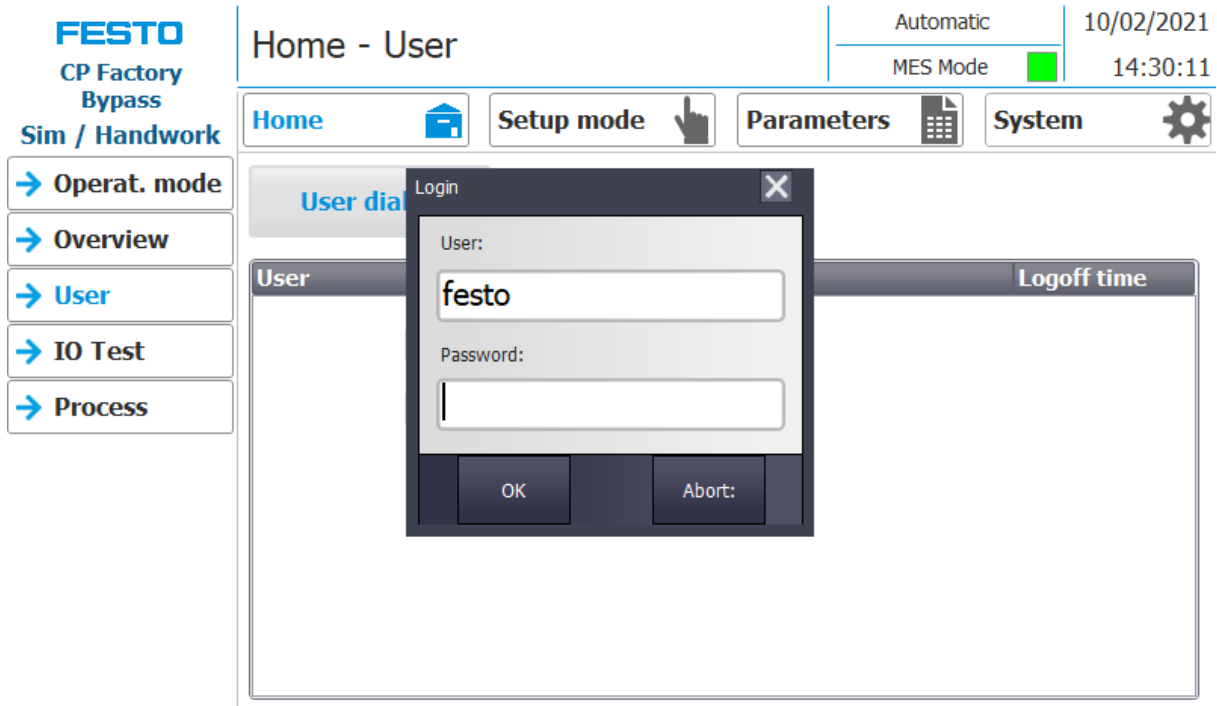 FESTO
CP Factory
Bypass
Sim / Handwork
Home - User
Automatic
MES Mode
10/02/2021
14:30:11
Home
Setup mode
Parameters
System
Operat. mode
Overview
User
IO Test
Process
User dial
User
Logoff time
Login
User:
festo
Password:
OK
Abort: